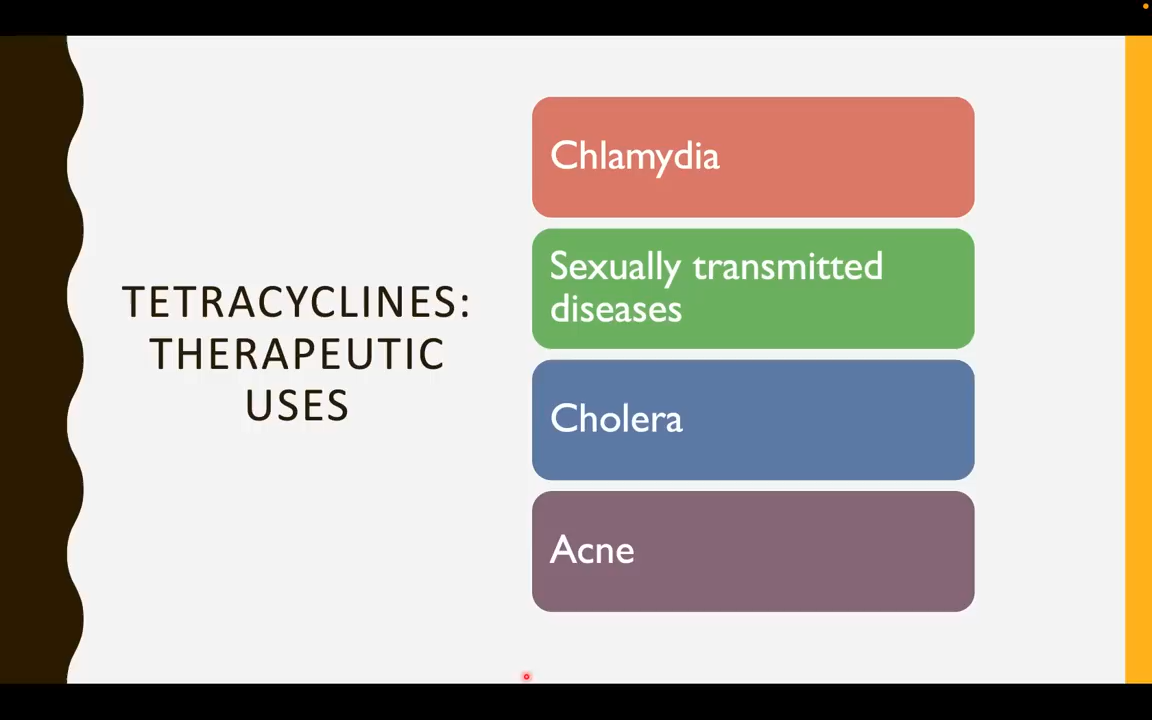 TETRACYCLINES:
THERAPEUTIC
USES
Chlamydia
Sexually transmitted
diseases
Cholera
Acne